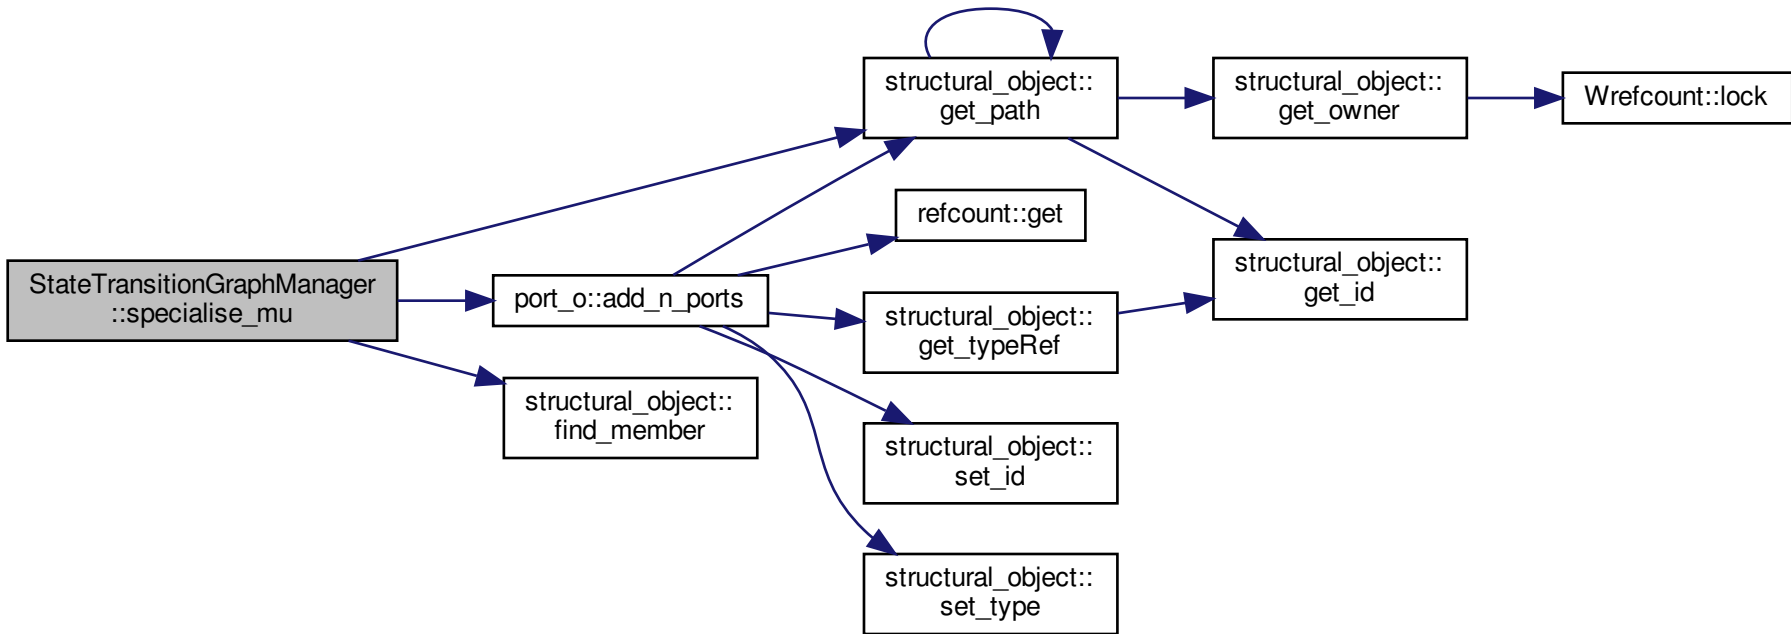 StateTransitionGraphManager
::specialise_mu
port_o::add_n_ports
structural_object::
find_member
structural_object::
get_path
refcount::get
structural_object::
get_typeRef
structural_object::
set_id
structural_object::
set_type
structural_object::
get_owner
structural_object::
get_id
Wrefcount::lock